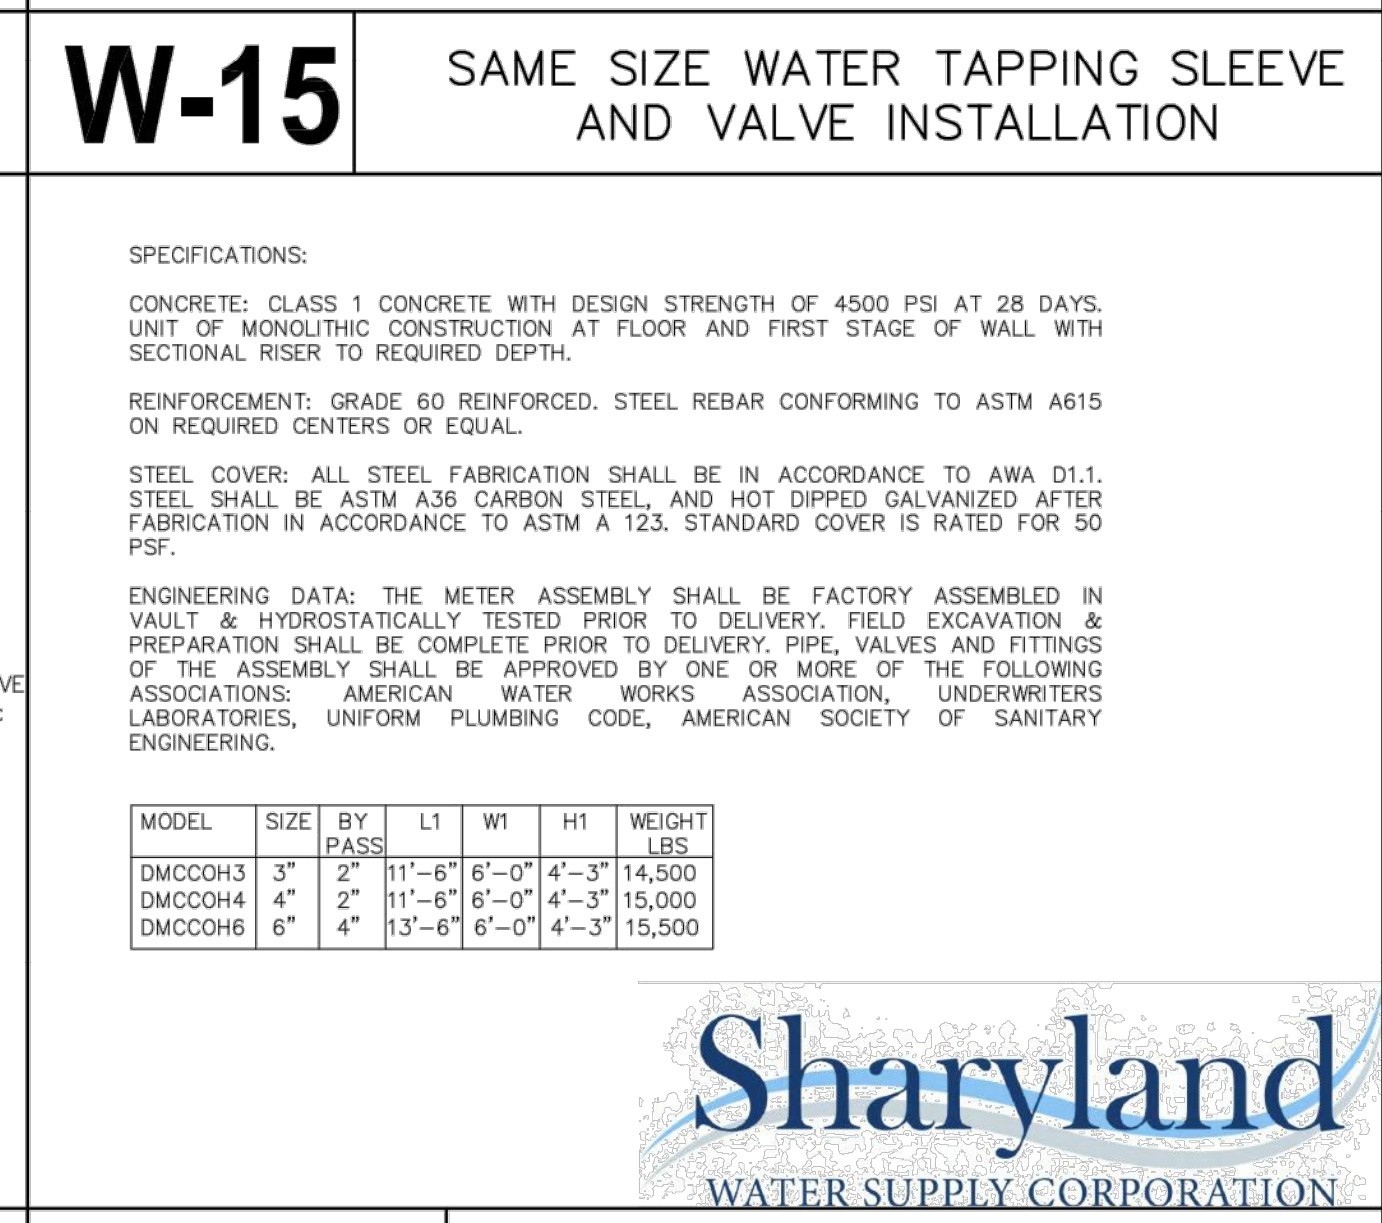 W-15
SAME SIZE WATER TAPPING SLEEVE
AND VALVE INSTALLATION
SPECIFICATIONS:
CONCRETE: CLASS 1 CONCRETE WITH DESIGN STRENGTH OF 4500 PSI AT 28 DAYS.
UNIT OF MONOLITHIC CONSTRUCTION AT FLOOR AND FIRST STAGE OF WALL WITH
SECTIONAL RISER TO REQUIRED DEPTH.
REINFORCEMENT: GRADE 60 REINFORCED. STEEL REBAR CONFORMING TO ASTM A615
ON REQUIRED CENTERS OR EQUAL.
STEEL COVER: ALL STEEL FABRICATION SHALL BE IN ACCORDANCE TO AWA D1.1.
STEEL SHALL BE ASTM A36 CARBON STEEL, AND HOT DIPPED GALVANIZED AFTER
FABRICATION IN ACCORDANCE TO ASTM A 123. STANDARD COVER IS RATED FOR 50
PSF.
ENGINEERING DATA: THE METER ASSEMBLY SHALL BE FACTORY ASSEMBLED IN
VAULT & HYDROSTATICALLY TESTED PRIOR TO DELIVERY. FIELD EXCAVATION &
PREPARATION SHALL BE COMPLETE PRIOR TO DELIVERY. PIPE, VALVES AND FITTINGS
OF THE ASSEMBLY SHALL BE APPROVED BY ONE OR MORE OF THE FOLLOWING
VE
ASSOCIATIONS: AMERICAN WATER WORKS ASSOCIATION, UNDERWRITERS
LABORATORIES, UNIFORM PLUMBING CODE, AMERICAN SOCIETY OF SANITARY
ENGINEERING.
MODEL SIZE BY PASS L1 W1 H1 WEIGHT LBS
DMCCOH3 3" 2" 11'-6" 6'-0" 4'-3" 14,500
DMCCOH4 4" 2" 11'-6" 6'-0" 4'-3" 15,000
DMCCOH6 6" 4" 13'-6" 6'-0" 4'-3" 15,500
Sharyland
WATER SUPPLY CORPORATION